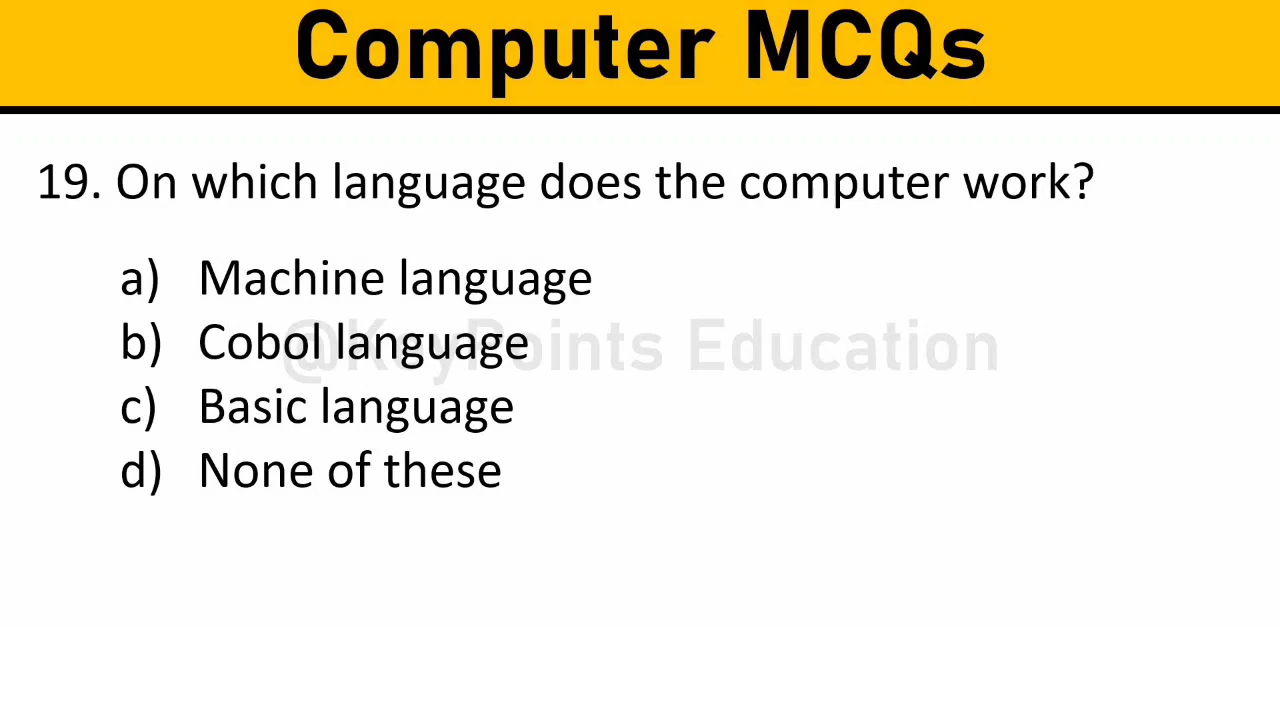 Computer MCQs
19. On which language does the computer work?
a) Machine language
b) Cobol language
@KeyPoints Education
c) Basic language
d) None of these